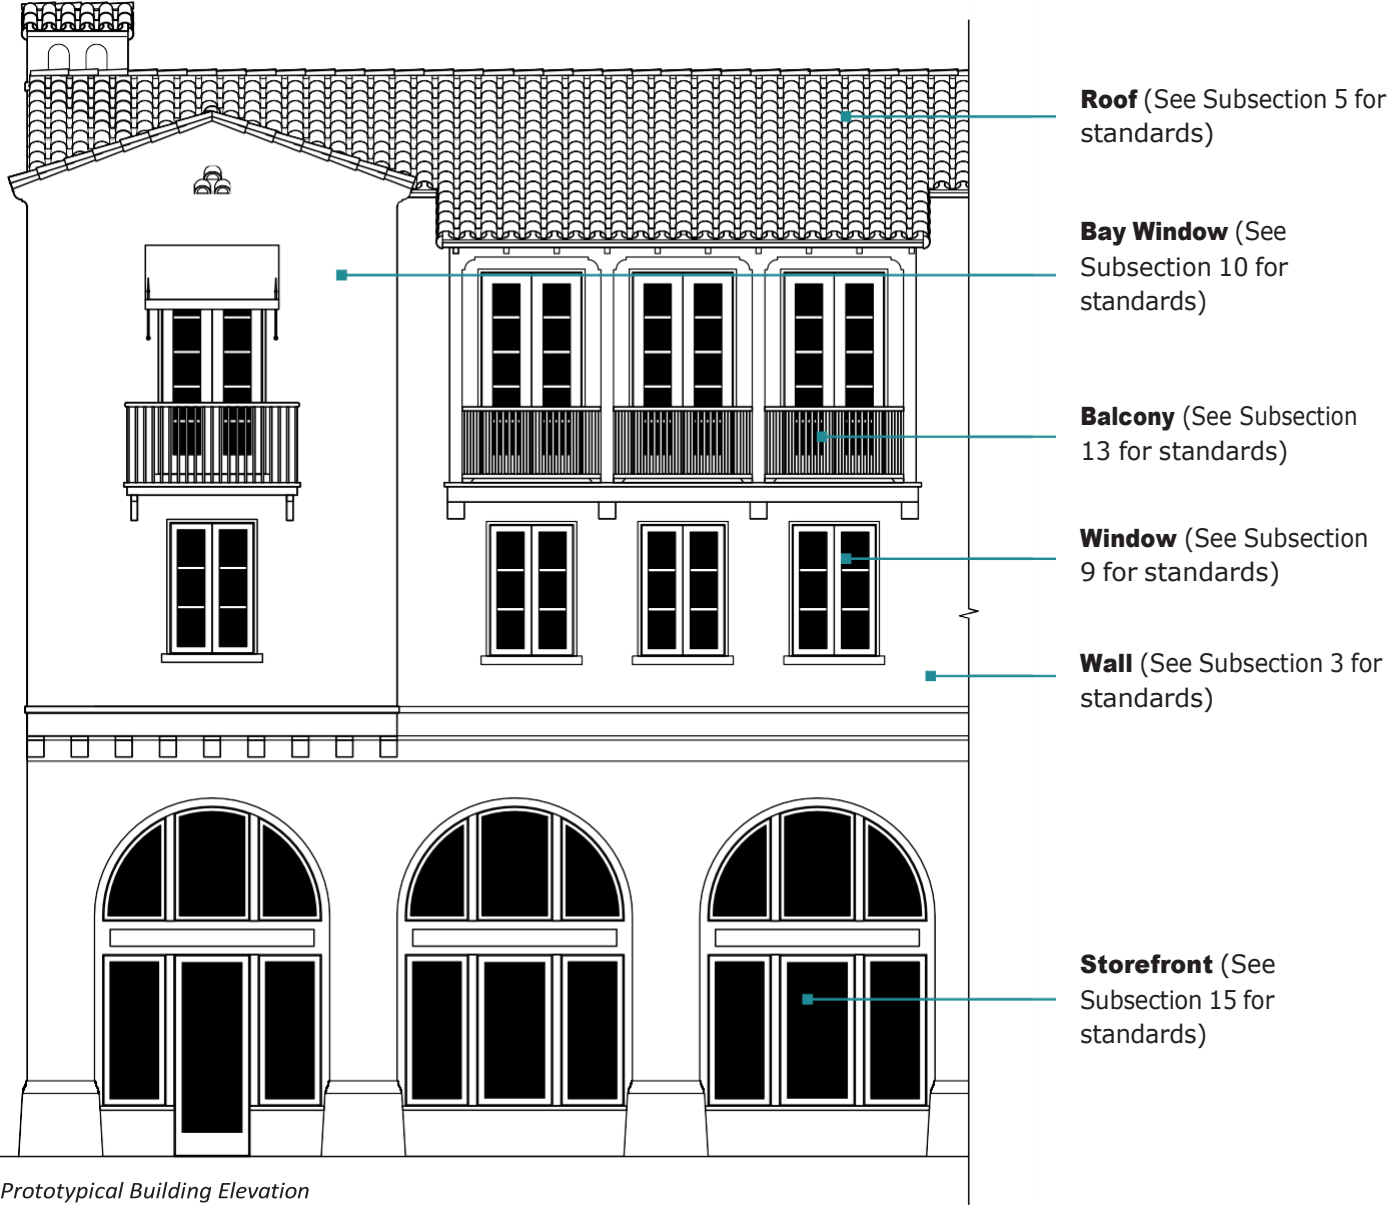 Roof (See Subsection 5 for
standards)
Bay Window (See
Subsection 10 for
standards)
Balcony (See Subsection
13 for standards)
Window (See Subsection
9 for standards)
Wall (See Subsection 3 for
standards)
Storefront (See
Subsection 15 for
standards)
Prototypical Building Elevation